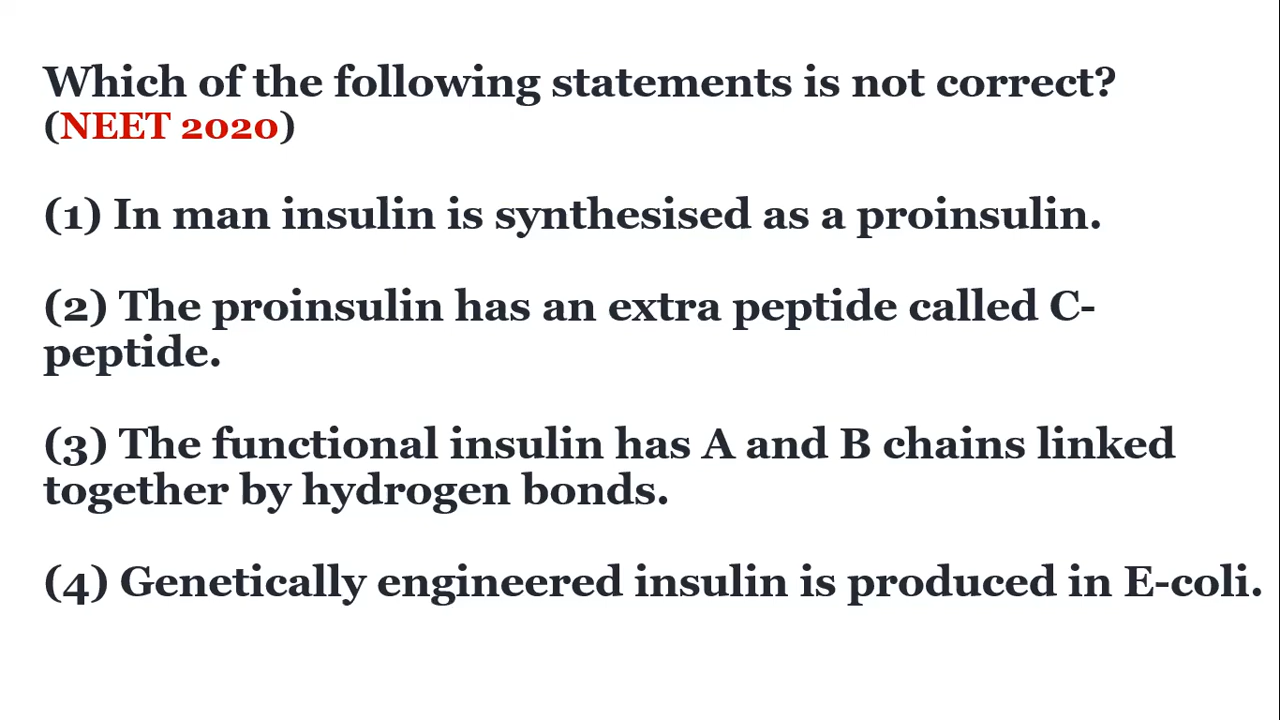 Which of the following statements is not correct?
(NEET 2020)
(1) In man insulin is synthesised as a proinsulin.
(2) The proinsulin has an extra peptide called C-
peptide.
(3) The functional insulin has A and B chains linked
together by hydrogen bonds.
(4) Genetically engineered insulin is produced in E-coli.